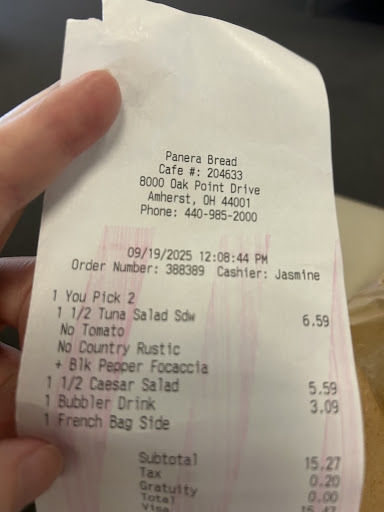 Panera Bread
Cafe #: 204633
8000 Oak Point Drive
Amherst, OH 44001
Phone: 440-985-2000
09/19/2025 12:08:44 PM
Order Number: 388389 Cashier: Jasmine
1 You Pick 2
1 1/2 Tuna Salad Sdw 6.59
No Tomato
No Country Rustic
+ Blk Pepper Focaccia
1 1/2 Caesar Salad 5.59
1 Bubbler Drink 3.09
1 French Bag Side
Subtotal 15.27
Tax 0.20
Gratuity 0.00
Total 15.47
Visa